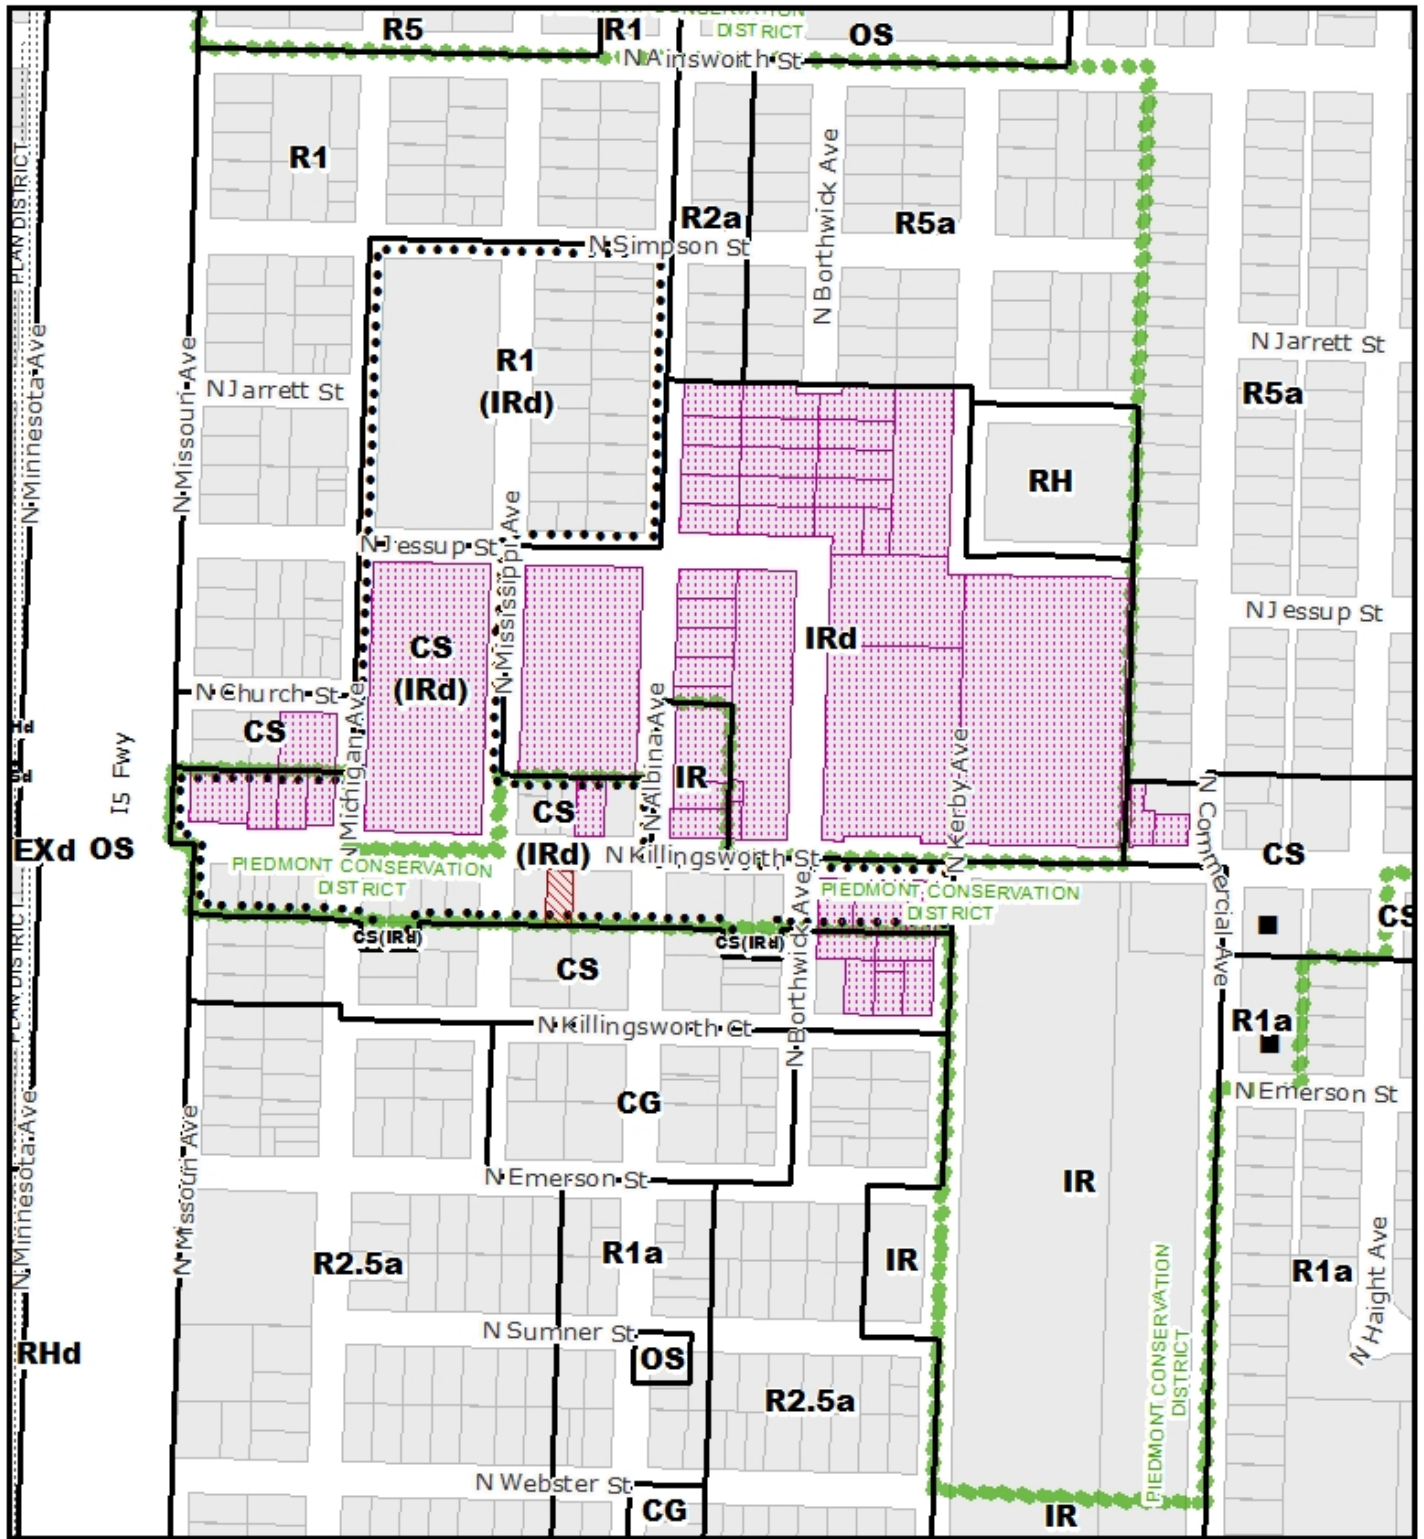 R5
R1
DISTRICT
OS
N Ainsworth St
R1
N Borthwick Ave
PLAN DISTRICT
R2a
R5a
N Simpson St
N Minnesota Ave
N Missouri Ave
N Jarrett St
R1
(IRd)
N Jarrett St
R5a
RH
N Jessup St
N Mississippi Ave
N Jessup St
CS
(IRd)
IRd
N Church St
N Michigan Ave
N Albina Ave
CS
I5 Fwy
IR
N Kerby Ave
CS
(IRd)
N Commercial Ave
EXd
OS
N Killingsworth St
CS
PIEDMONT CONSERVATION
DISTRICT
PIEDMONT CONSERVATION
DISTRICT
N Borthwick Ave
CS
CS(IRd)
CS(IRd)
PLAN DISTRICT
CS
N Killingsworth Ct
R1a
N Emerson St
CG
N Minnesota Ave
N Missouri Ave
N Emerson St
IR
R2.5a
R1a
IR
R1a
N Haight Ave
PIEDMONT CONSERVATION
DISTRICT
N Sumner St
RHd
OS
R2.5a
N Webster St
CG
IR